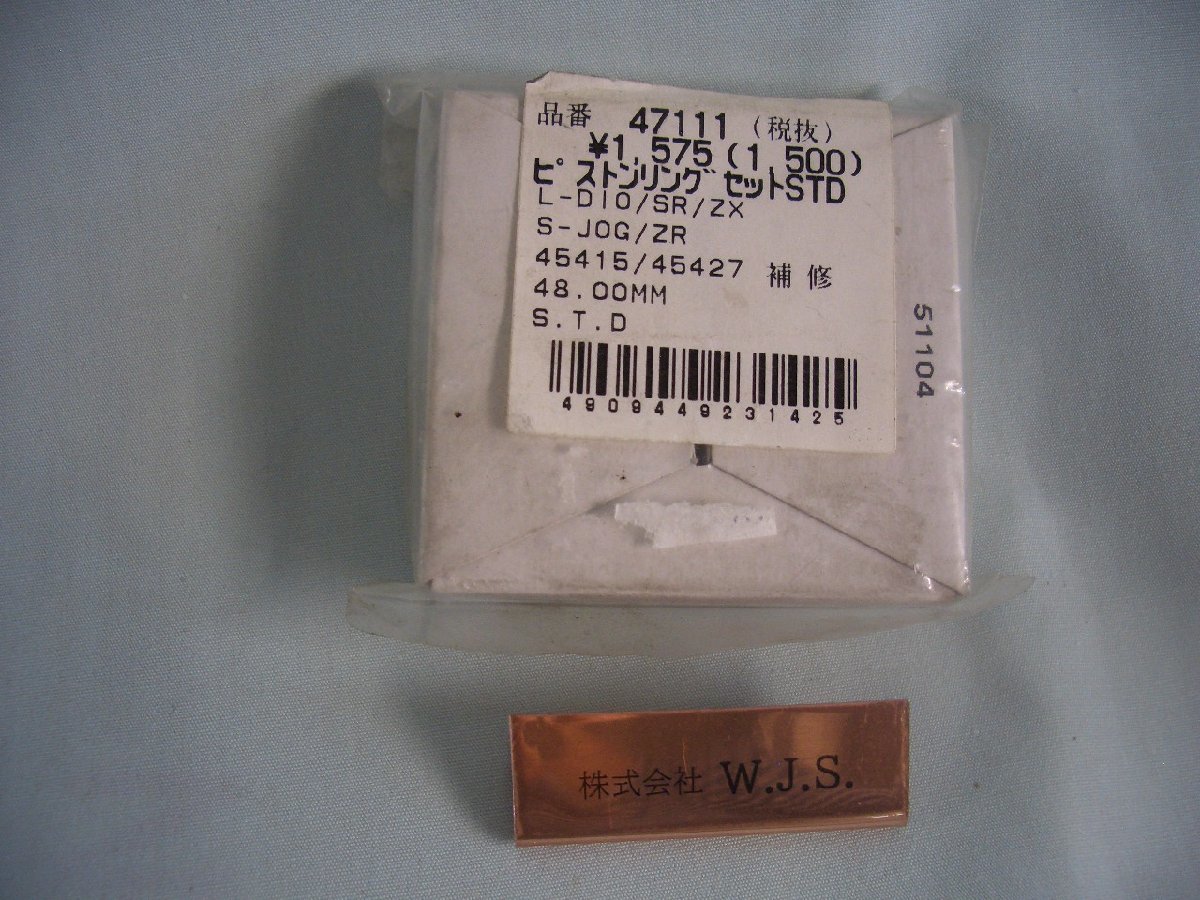 品番 47111 (税抜)
¥1,575(1,500)
ピストンリングセットSTD
L-DIO/SR/ZX
S-JOG/ZR
45415/45427 補修
48.00MM
S.T.D
4909449231425
51104
株式会社 W.J.S.